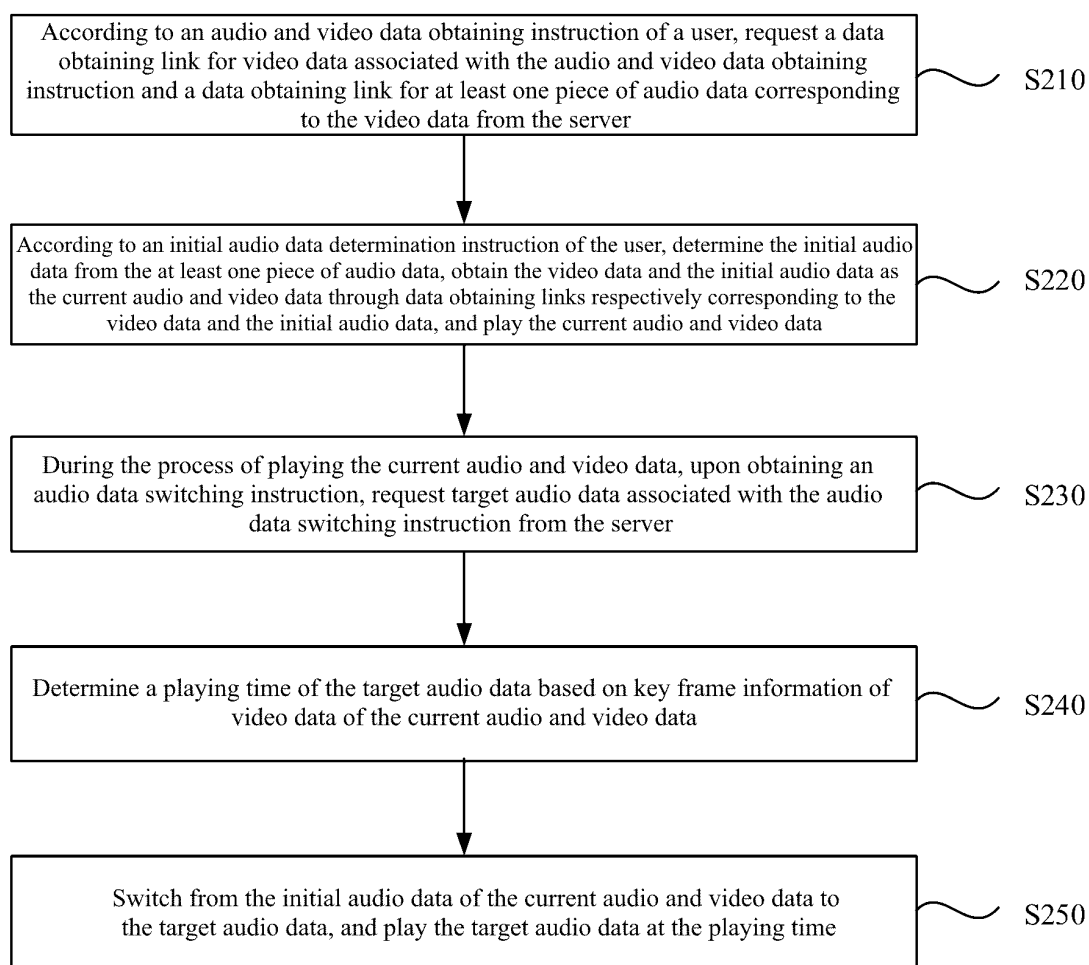 According to an audio and video data obtaining instruction of a user, request a data
obtaining link for video data associated with the audio and video data obtaining
instruction and a data obtaining link for at least one piece of audio data corresponding
to the video data from the server
S210
According to an initial audio data determination instruction of the user, determine the initial audio
data from the at least one piece of audio data, obtain the video data and the initial audio data as
the current audio and video data through data obtaining links respectively corresponding to the
video data and the initial audio data, and play the current audio and video data
S220
During the process of playing the current audio and video data, upon obtaining an
audio data switching instruction, request target audio data associated with the audio
data switching instruction from the server
S230
Determine a playing time of the target audio data based on key frame information of
video data of the current audio and video data
S240
Switch from the initial audio data of the current audio and video data to
the target audio data, and play the target audio data at the playing time
S250